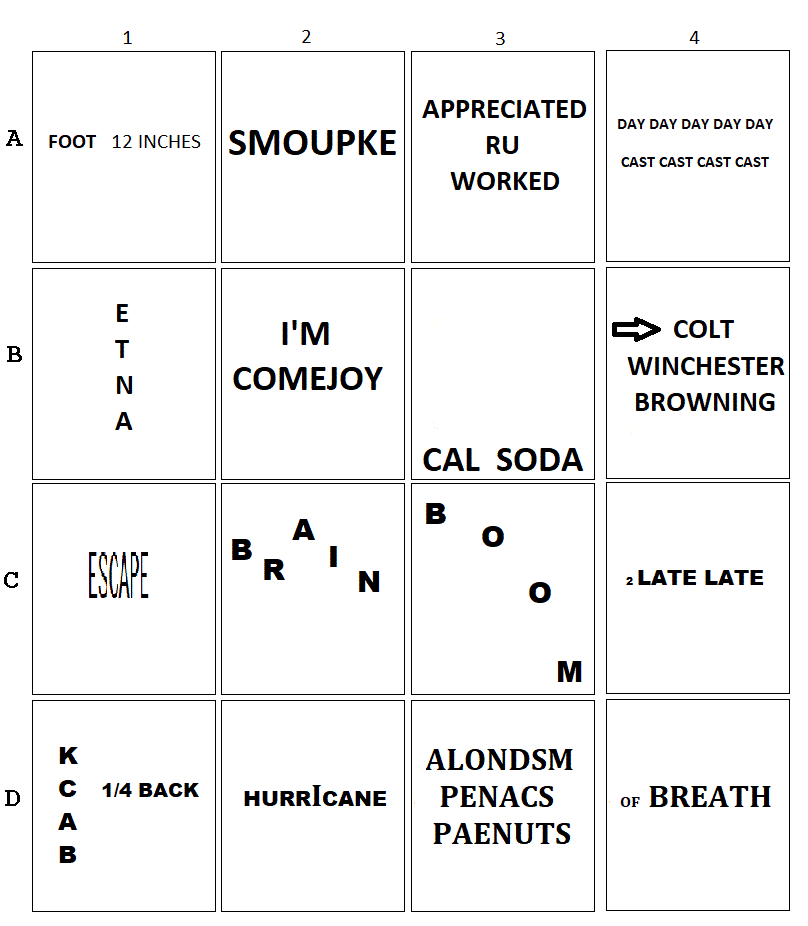 1 2 3 4
A
FOOT 12 INCHES
SMOUPKE
APPRECIATED
RU
WORKED
DAY DAY DAY DAY DAY
CAST CAST CAST CAST
B
E
T
N
A
I'M
COMEJOY
CAL SODA
COLT
WINCHESTER
BROWNING
C
ESCAPE
B
R
A
I
N
B
O
O
M
2 LATE LATE
D
K
C
A
B
1/4 BACK
HURRICANE
ALONDSM
PENACS
PAENUTS
OF BREATH